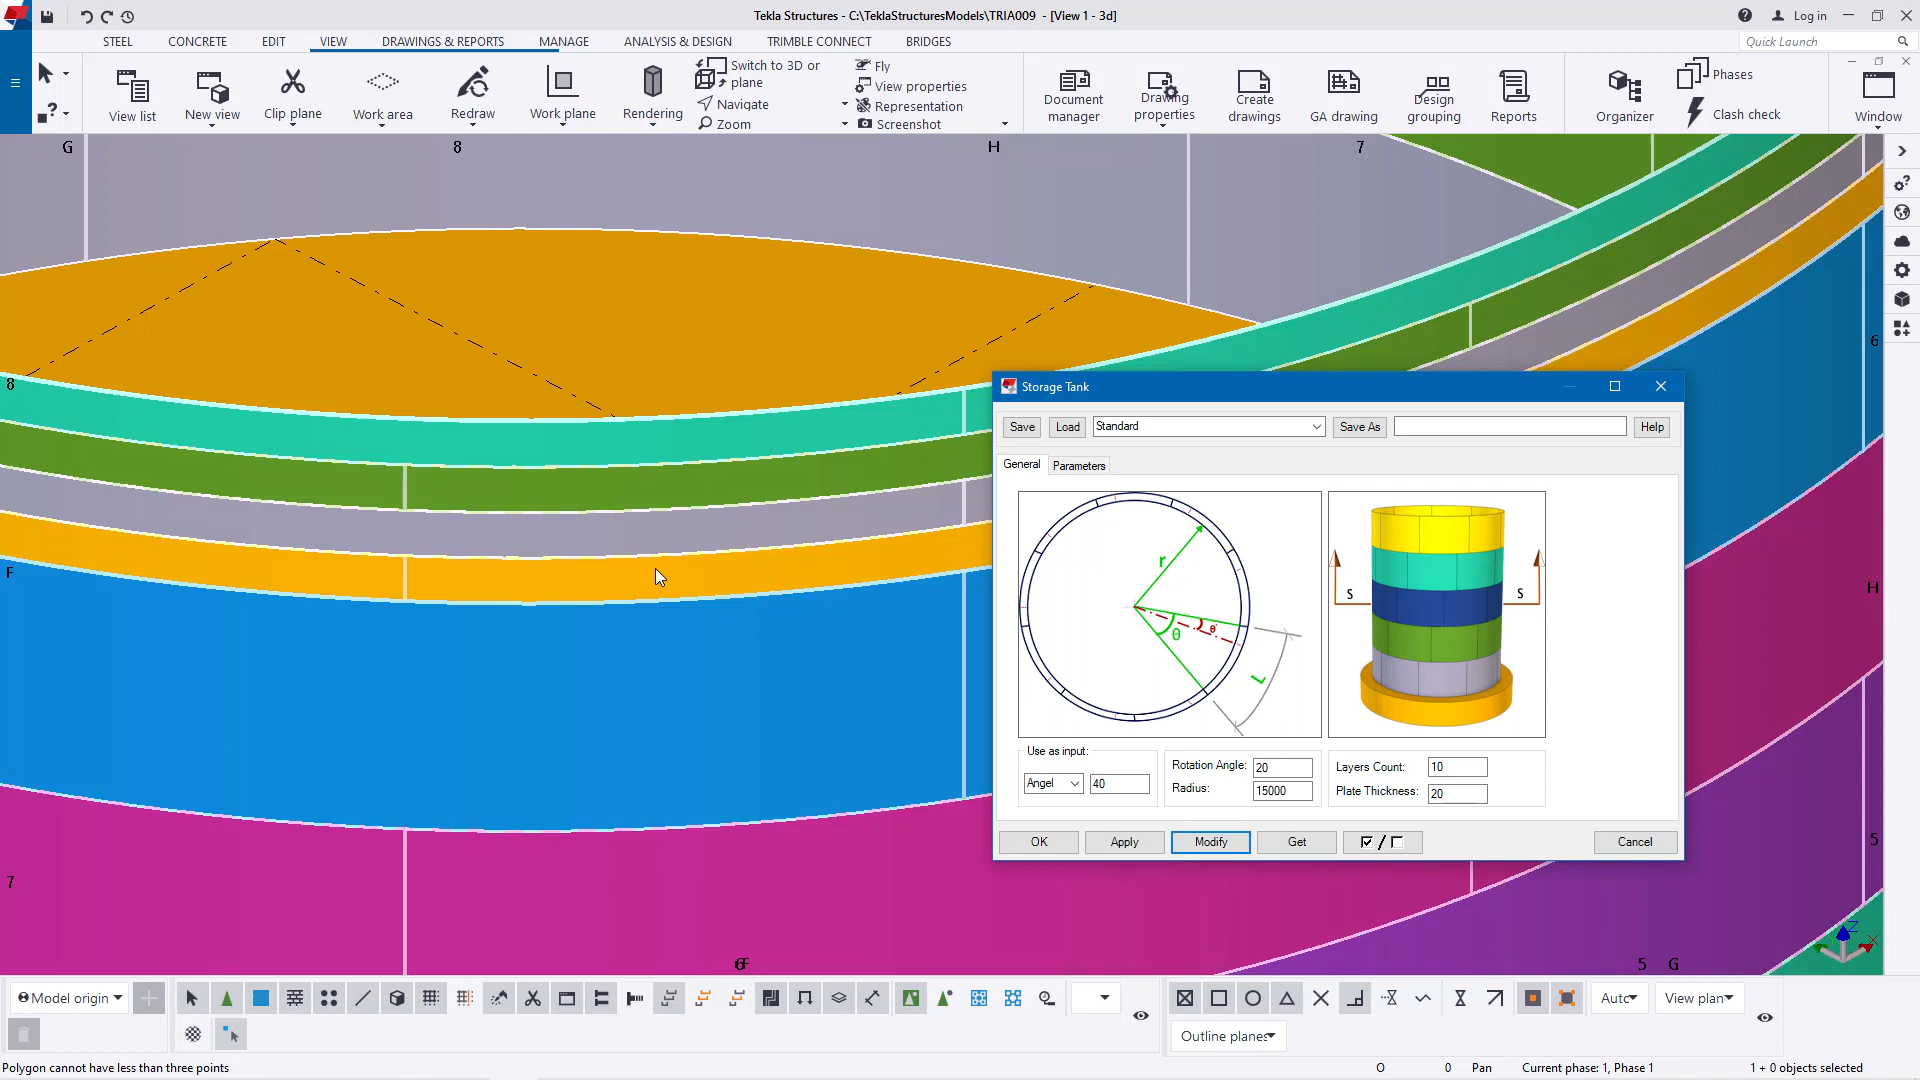 Tekla Structures - C:\TeklaStructuresModels\TRIA009 - [View 1 - 3d]
Log in
STEEL
CONCRETE
EDIT
VIEW
DRAWINGS & REPORTS
MANAGE
ANALYSIS & DESIGN
TRIMBLE CONNECT
BRIDGES
Quick Launch
View list
New view
Clip plane
Work area
Redraw
Work plane
Rendering
Switch to 3D or
plane
Navigate
Zoom
Fly
View properties
Representation
Screenshot
Document
manager
Drawing
properties
Create
drawings
GA drawing
Design
grouping
Reports
Organizer
Phases
Clash check
Window
G
8
H
7
6
8
F
H
5
7
F
5
G
Z
X
Storage Tank
Save
Load
Standard
Save As
Help
General
Parameters
r
θ
θ
L
S
S
Use as input:
Angel
40
Rotation Angle:
20
Radius:
15000
Layers Count:
10
Plate Thickness:
20
OK
Apply
Modify
Get
/
Cancel
Model origin
Auto
View plan
Outline planes
Polygon cannot have less than three points
O
0
Pan
Current phase: 1, Phase 1
1 + 0 objects selected